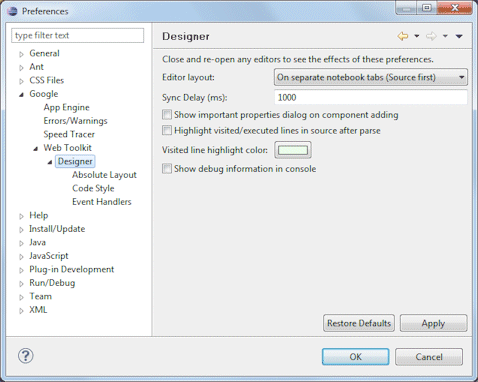 Preferences
type filter text
General
Ant
CSS Files
Google
App Engine
Errors/Warnings
Speed Tracer
Web Toolkit
Designer
Absolute Layout
Code Style
Event Handlers
Help
Install/Update
Java
JavaScript
Plug-in Development
Run/Debug
Team
XML
Designer
Close and re-open any editors to see the effects of these preferences.
Editor layout: On separate notebook tabs (Source first)
Sync Delay (ms): 1000
Show important properties dialog on component adding
Highlight visited/executed lines in source after parse
Visited line highlight color:
Show debug information in console
Restore Defaults Apply
? OK Cancel